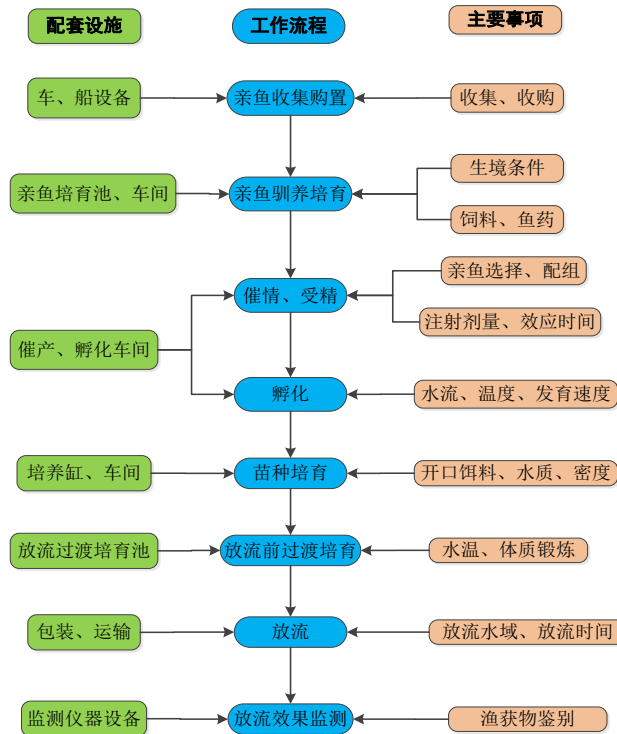 配套设施
工作流程
主要事项
车、船设备
亲鱼收集购置
收集、收购
亲鱼培育池、车间
亲鱼驯养培育
生境条件
饲料、鱼药
催产、孵化车间
催情、受精
亲鱼选择、配组
注射剂量、效应时间
孵化
水流、温度、发育速度
培养缸、车间
苗种培育
开口饵料、水质、密度
放流过渡培育池
放流前过渡培育
水温、体质锻炼
包装、运输
放流
放流水域、放流时间
监测仪器设备
放流效果监测
渔获物鉴别